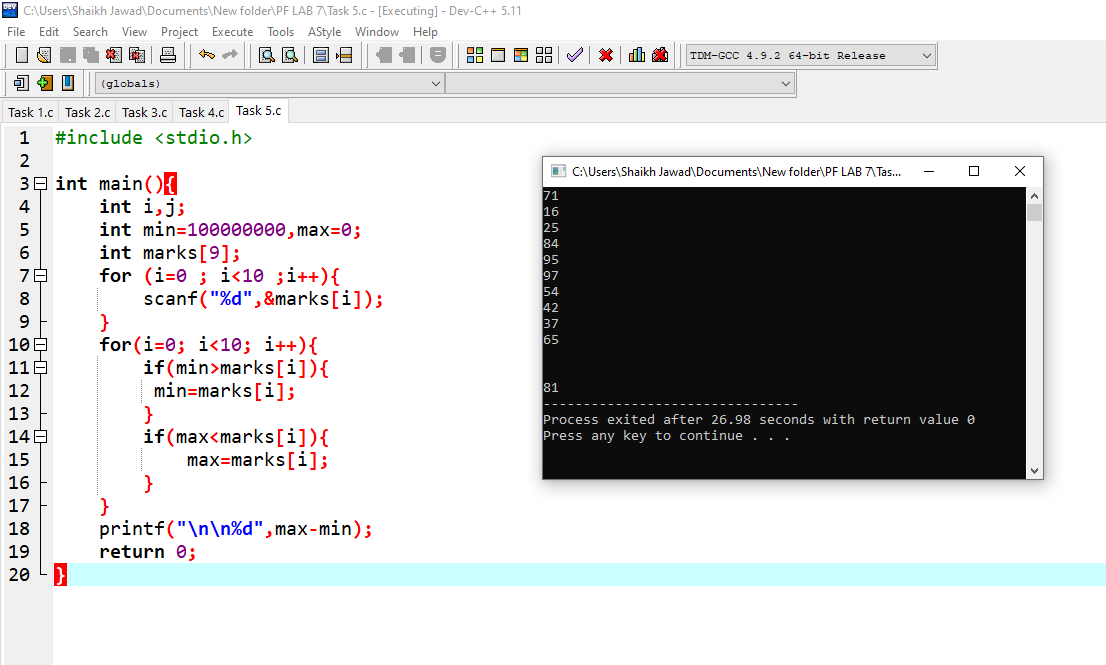 C:\Users\Shaikh Jawad\Documents\New folder\PF LAB 7\Task 5.c - [Executing] - Dev-C++ 5.11
File Edit Search View Project Execute Tools AStyle Window Help
TDM-GCC 4.9.2 64-bit Release
(globals)
Task 1.c Task 2.c Task 3.c Task 4.c Task 5.c
1 #include <stdio.h>
2
3 int main(){
4 int i,j;
5 int min=100000000,max=0;
6 int marks[9];
7 for (i=0 ; i<10 ;i++){
8 scanf("%d",&marks[i]);
9 }
10 for(i=0; i<10; i++){
11 if(min>marks[i]){
12 min=marks[i];
13 }
14 if(max<marks[i]){
15 max=marks[i];
16 }
17 }
18 printf("\n\n%d",max-min);
19 return 0;
20 }
C:\Users\Shaikh Jawad\Documents\New folder\PF LAB 7\Tas...
71
16
25
84
95
97
54
42
37
65
81
--------------------------------
Process exited after 26.98 seconds with return value 0
Press any key to continue . . .